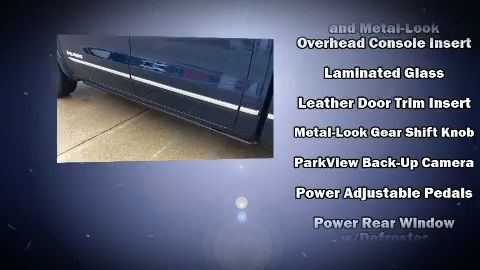 and Metal-Look
Overhead Console Insert
Laminated Glass
Leather Door Trim Insert
Metal-Look Gear Shift Knob
ParkView Back-Up Camera
Power Adjustable Pedals
Power Rear Window
w/Defroster